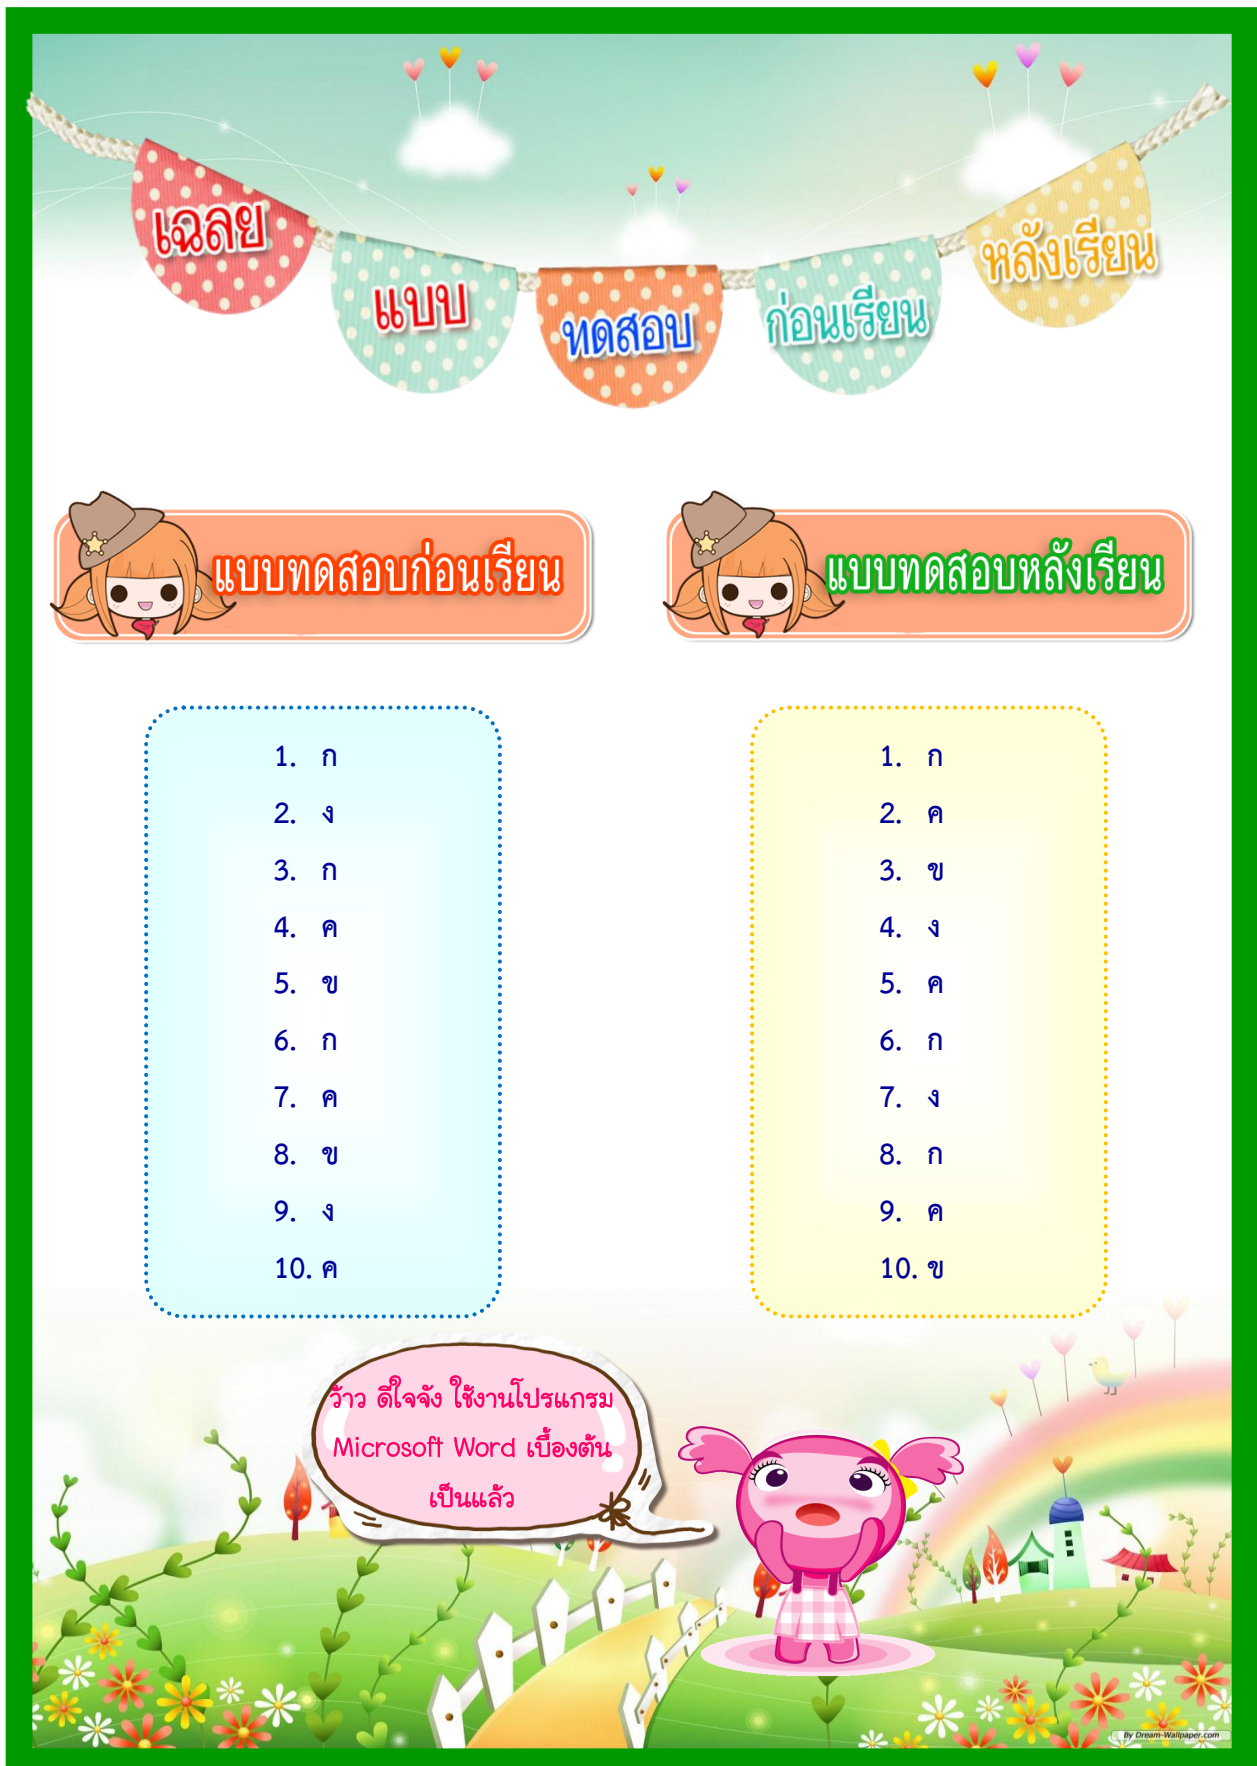 เฉลย
แบบ
ทดสอบ
ก่อนเรียน
หลังเรียน
แบบทดสอบก่อนเรียน
1. ก
2. ง
3. ก
4. ค
5. ข
6. ก
7. ค
8. ข
9. ง
10. ค
แบบทดสอบหลังเรียน
1. ก
2. ค
3. ข
4. ง
5. ค
6. ก
7. ง
8. ก
9. ค
10. ข
ว้าว ดีใจจัง ใช้งานโปรแกรม
Microsoft Word เบื้องต้น
เป็นแล้ว
By Dream-Wallpaper.com